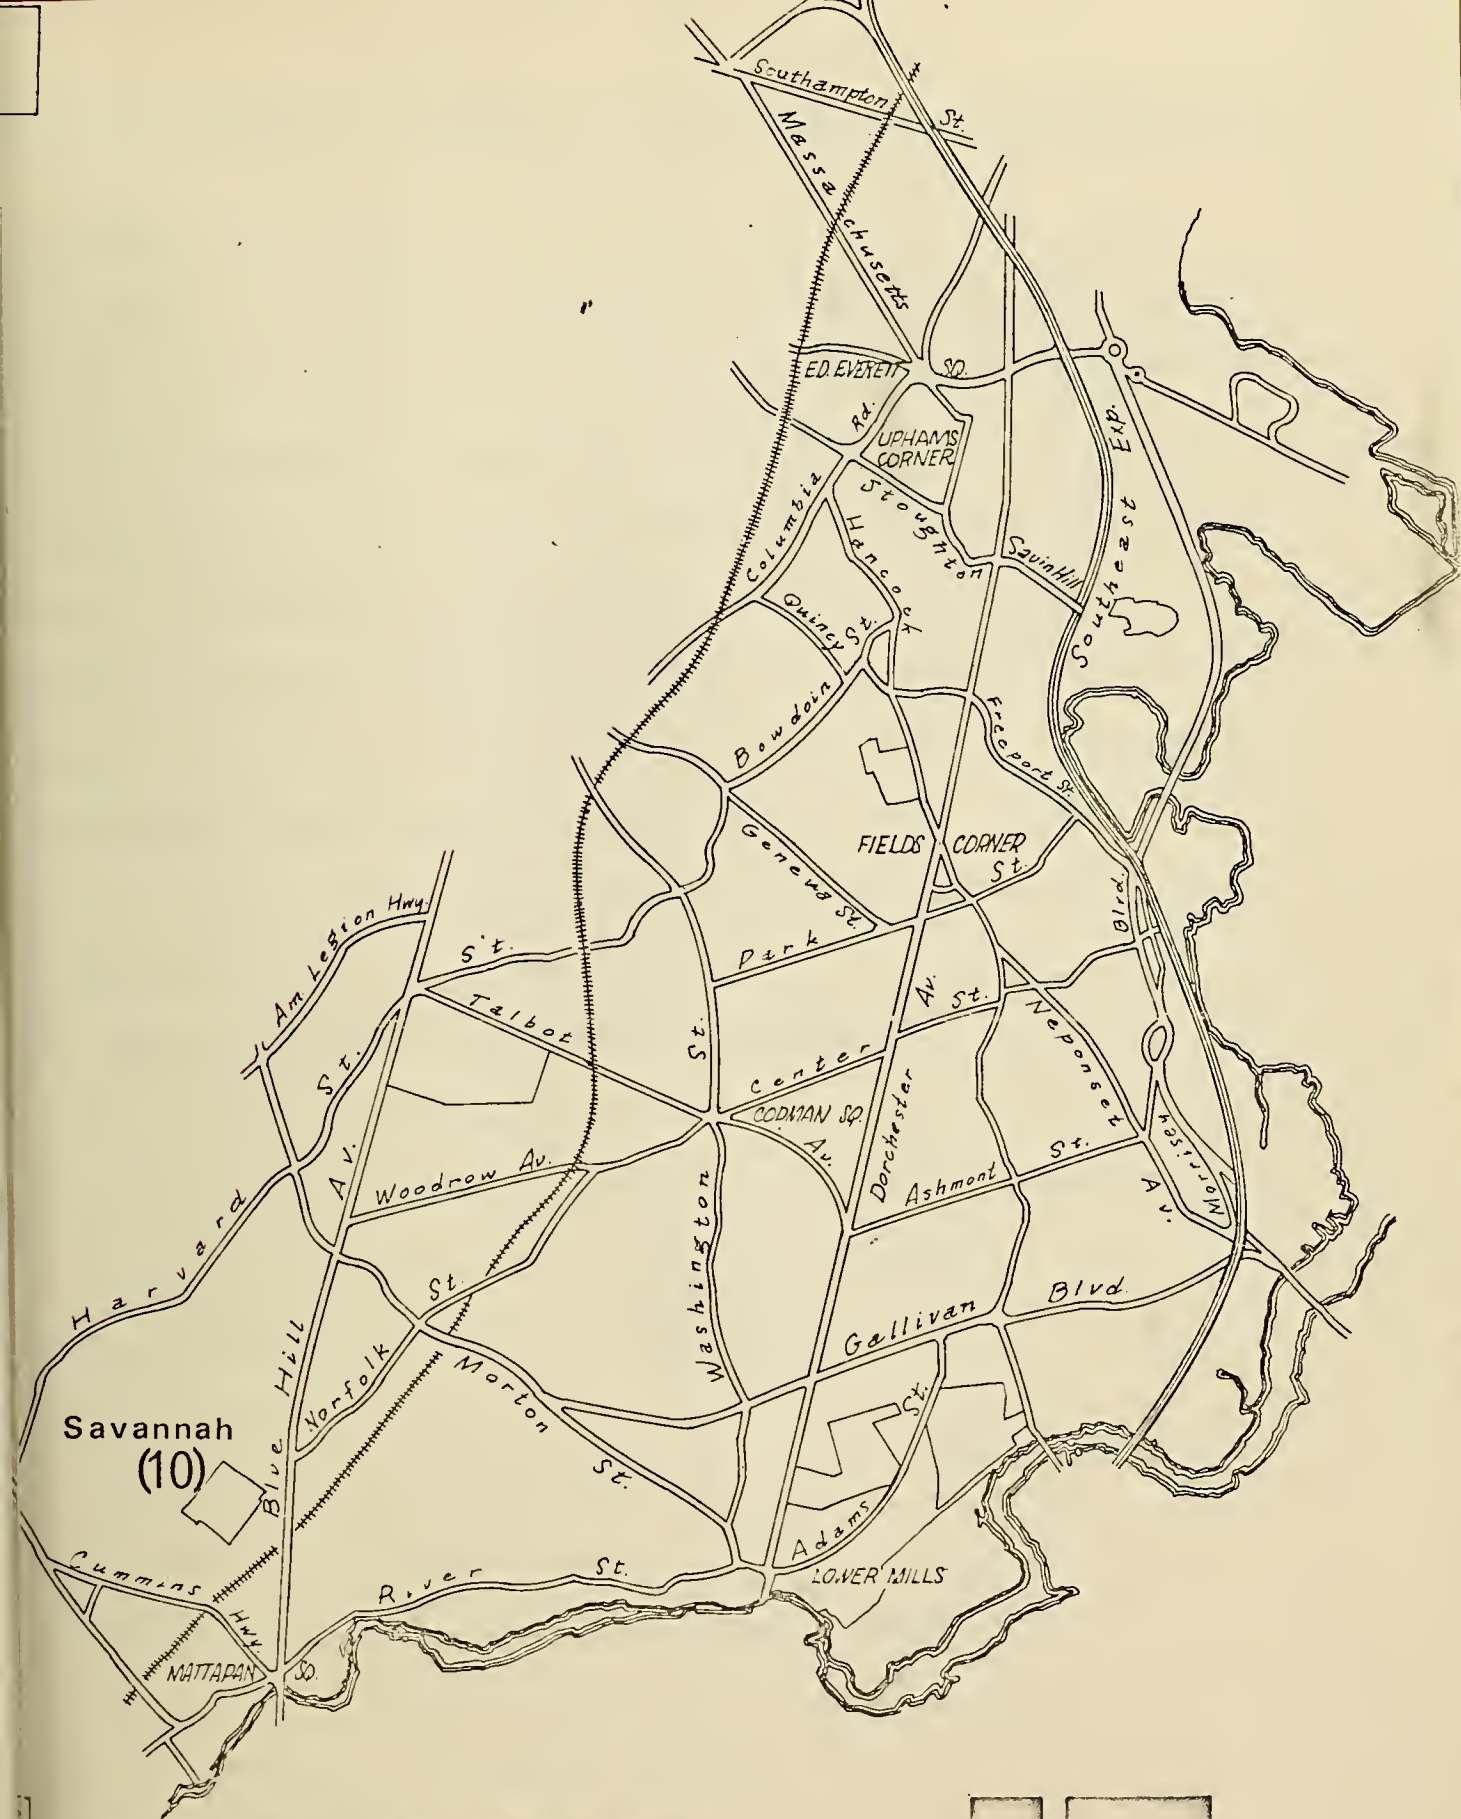 Southampton St.
Massachusetts
ED. EVERETT SQ.
Rd.
UPHAMS
CORNER
Exp.
Columbia
Stoughton
Hancock
Savin Hill
Southeast
Quincy St.
Bowdoin
Freeport St.
FIELDS CORNER
Geneva St.
St.
Blvd.
Am. Legion Hwy.
St.
Park
Talbot
Av.
St.
Neponset
St.
St.
Center
CODMAN SQ.
Dorchester
Av.
Morrisey
St.
Ashmont
Av.
Woodrow Av.
Av.
Harvard
Washington
St.
Gallivan Blvd.
Hill
Norfolk
Morton
St.
St.
Savannah
(10)
Blue
Adams
Cummins
Hwy.
River St.
LOWER MILLS
MATTAPAN SQ.